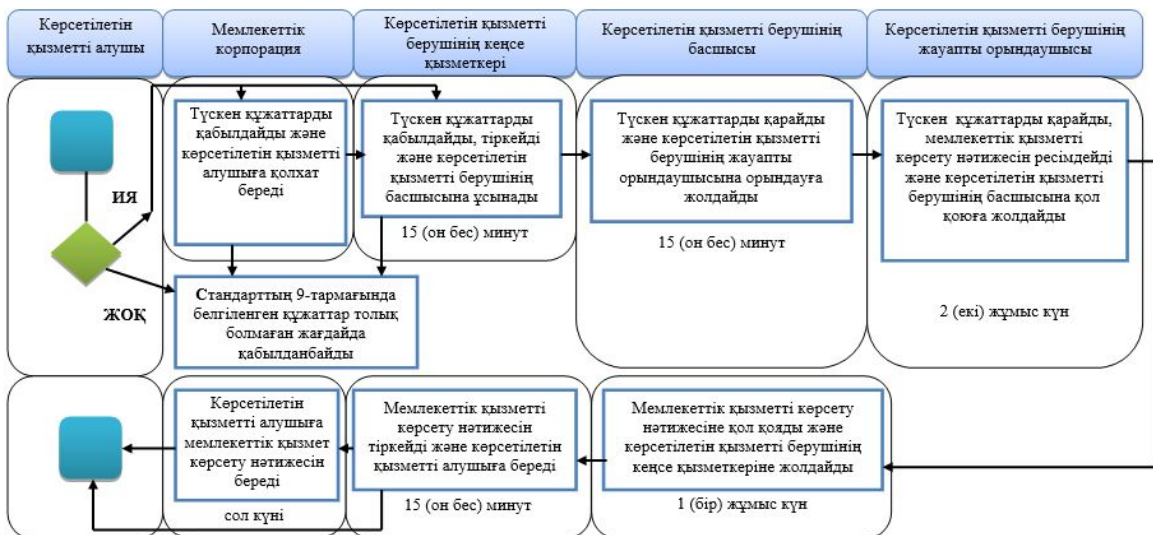 Көрсетілетін
қызметті алушы
Мемлекеттік
корпорация
Көрсетілетін қызметті
берушінің кеңсе
қызметкері
Көрсетілетін қызметті берушінің
басшысы
Көрсетілетін қызметті берушінің
жауапты орындаушысы
ИЯ
ЖОҚ
Түскен құжаттарды
қабылдайды және
көрсетілетін қызметті
алушыға қолхат
береді
Түскен құжаттарды
қабылдайды, тіркейді
және көрсетілетін
қызметті берушінің
басшысына ұсынады
15 (он бес) минут
Түскен құжаттарды қарайды
және көрсетілетін қызметті
берушінің жауапты
орындаушысына орындауға
жолдайды
15 (он бес) минут
Түскен құжаттарды қарайды,
мемлекеттік қызметті
көрсету нәтижесін ресімдейді
және көрсетілетін қызметті
берушінің басшысына қол
қоюға жолдайды
2 (екі) жұмыс күн
Стандарттың 9-тармағында
белгіленген құжаттар толық
болмаған жағдайда
қабылданбайды
Көрсетілетін
қызметті алушыға
мемлекеттік қызмет
көрсету нәтижесін
береді
сол күні
Мемлекеттік қызметті
көрсету нәтижесін
тіркейді және көрсетілетін
қызметті алушыға береді
15 (он бес) минут
Мемлекеттік қызметті көрсету
нәтижесіне қол қояды және
көрсетілетін қызметті берушінің
кеңсе қызметкеріне жолдайды
1 (бір) жұмыс күн